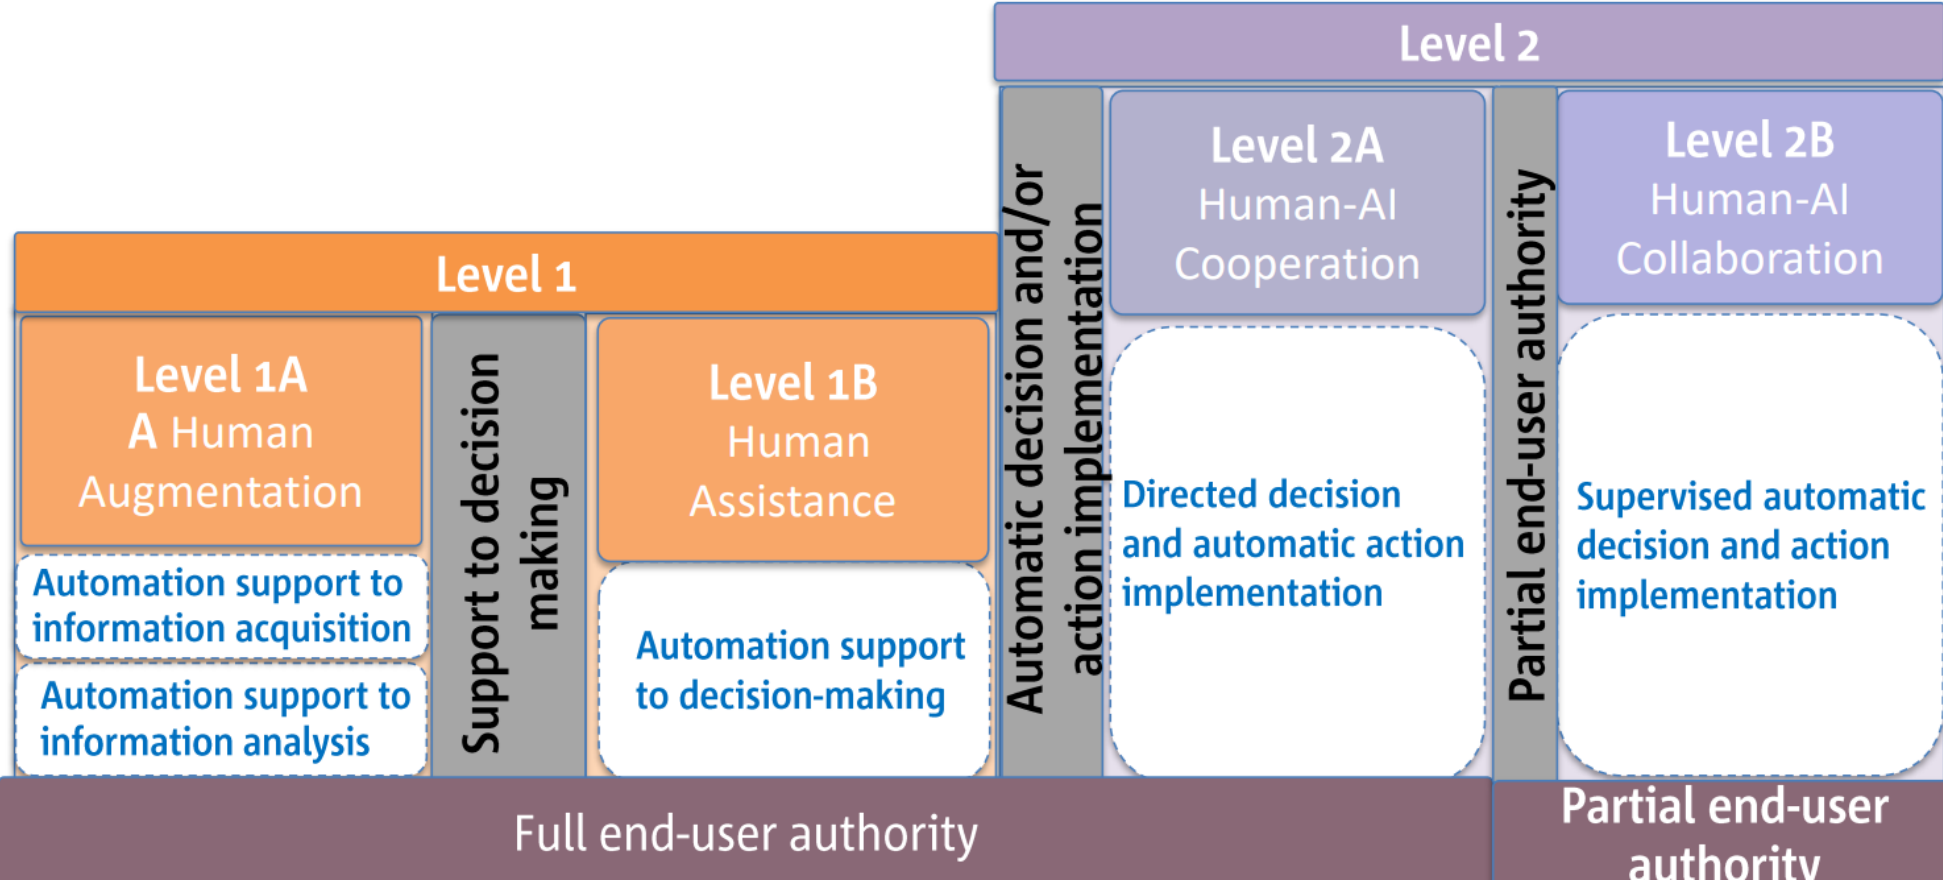 Level 2
Level 1
Level 1A
A Human
Augmentation
Automation support to
information acquisition
Automation support to
information analysis
Support to decision
making
Level 1B
Human
Assistance
Automation support
to decision-making
Automatic decision and/or
action implementation
Level 2A
Human-AI
Cooperation
Directed decision
and automatic action
implementation
Partial end-user authority
Level 2B
Human-AI
Collaboration
Supervised automatic
decision and action
implementation
Full end-user authority
Partial end-user
authority